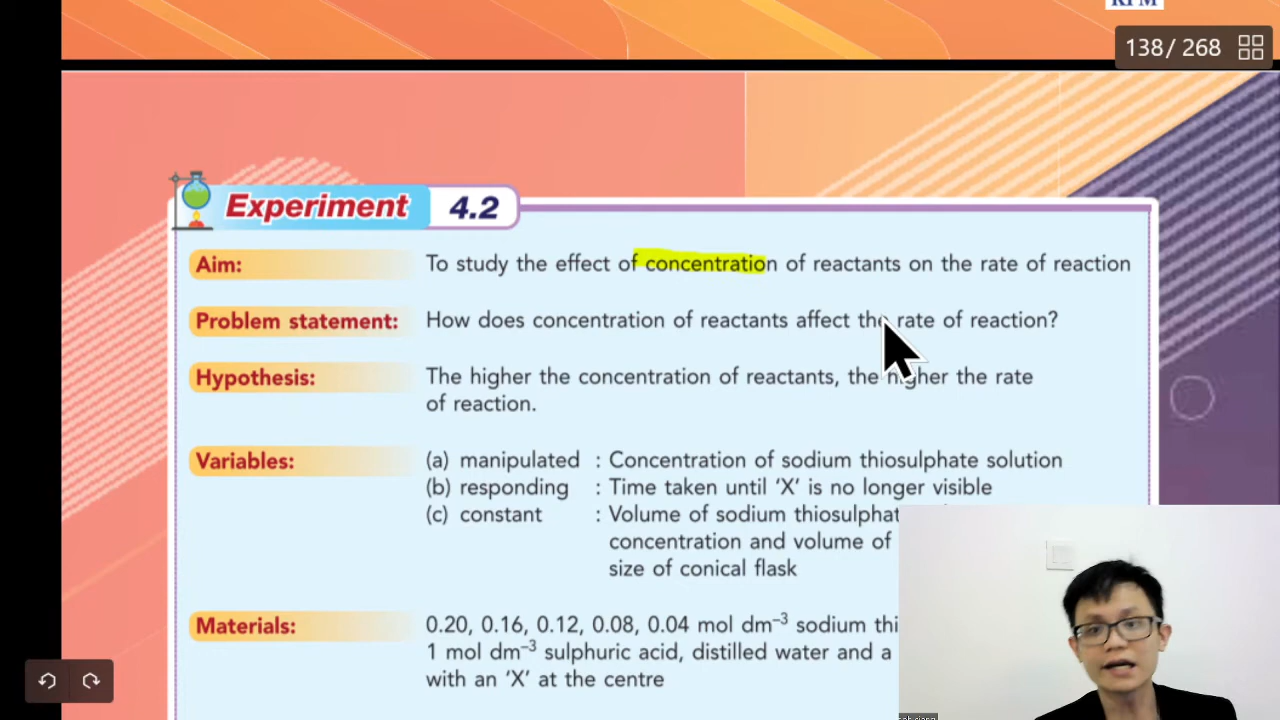 138/ 268
Experiment 4.2
Aim: To study the effect of concentration of reactants on the rate of reaction
Problem statement: How does concentration of reactants affect the rate of reaction?
Hypothesis: The higher the concentration of reactants, the higher the rate
of reaction.
Variables: (a) manipulated : Concentration of sodium thiosulphate solution
(b) responding : Time taken until ‘X’ is no longer visible
(c) constant : Volume of sodium
concentration and volume of
size of conical flask
Materials: 0.20, 0.16, 0.12, 0.08, 0.04 mol dm⁻³ sodium
1 mol dm⁻³ sulphuric acid, distilled water and a
with an ‘X’ at the centre